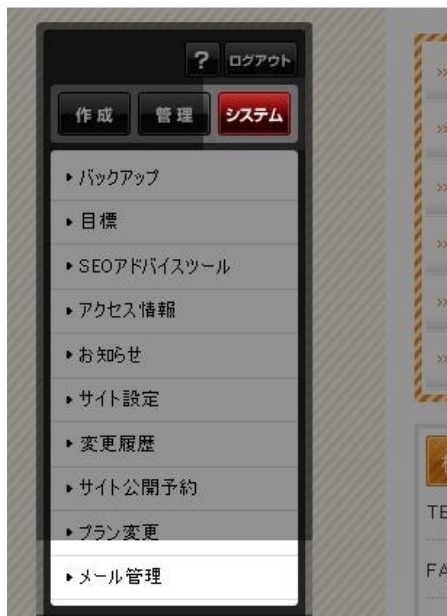 ? ログアウト
作成 管理 システム
バックアップ
目標
SEOアドバイスツール
アクセス情報
お知らせ
サイト設定
変更履歴
サイト公開予約
プラン変更
メール管理
TE
FA